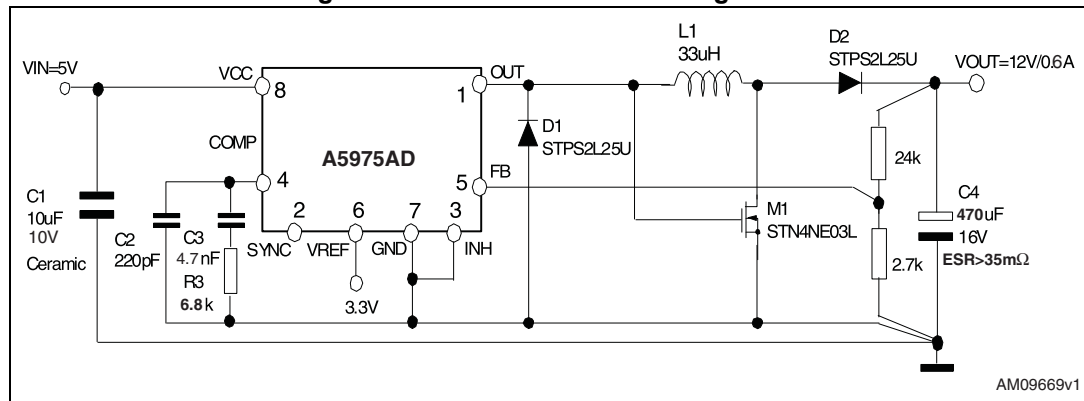 L1
33uH
D2
STPS2L25U
VOUT=12V/0.6A
VIN=5V
VCC
8
OUT
1
D1
STPS2L25U
COMP
A5975AD
4
FB
5
24k
C1
10uF
10V
Ceramic
C2
220pF
C3
4.7nF
R3
6.8k
2
SYNC
6
VREF
7
GND
3
INH
3.3V
M1
STN4NE03L
2.7k
C4
470uF
16V
ESR>35mΩ
AM09669v1